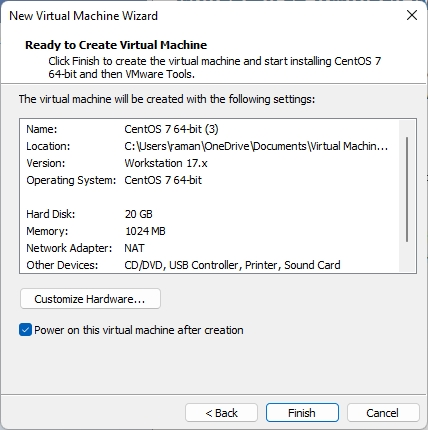 New Virtual Machine Wizard
Ready to Create Virtual Machine
Click Finish to create the virtual machine and start installing CentOS 7
64-bit and then VMware Tools.
The virtual machine will be created with the following settings:
Name: CentOS 7 64-bit (3)
Location: C:\Users\raman\OneDrive\Documents\Virtual Machin...
Version: Workstation 17.x
Operating System: CentOS 7 64-bit
Hard Disk: 20 GB
Memory: 1024 MB
Network Adapter: NAT
Other Devices: CD/DVD, USB Controller, Printer, Sound Card
Customize Hardware...
Power on this virtual machine after creation
< Back Finish Cancel